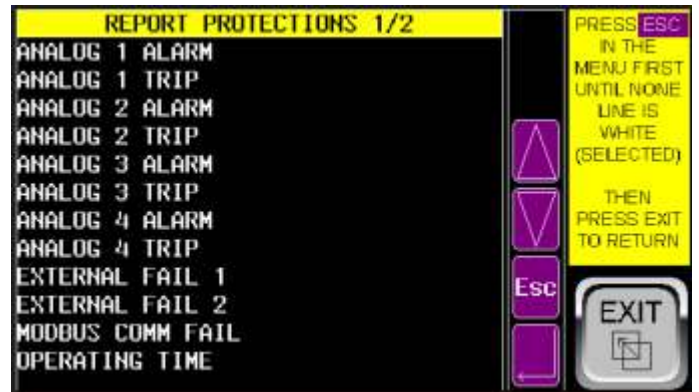 REPORT PROTECTIONS 1/2
ANALOG 1 ALARM
ANALOG 1 TRIP
ANALOG 2 ALARM
ANALOG 2 TRIP
ANALOG 3 ALARM
ANALOG 3 TRIP
ANALOG 4 ALARM
ANALOG 4 TRIP
EXTERNAL FAIL 1
EXTERNAL FAIL 2
MODBUS COMM FAIL
OPERATING TIME
Esc
PRESS ESC
IN THE
MENU FIRST
UNTIL NONE
LINE IS
WHITE
(SELECTED)
THEN
PRESS EXIT
TO RETURN
EXIT